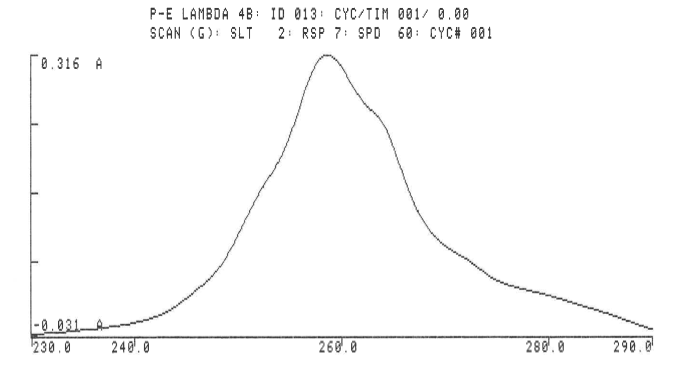 P-E LAMBDA 4B: ID 013: CYC/TIM 001/ 0.00
SCAN (G): SLT 2: RSP 7: SPD 60: CYC# 001
0.316 A
-0.031 A
230.0 240.0 260.0 280.0 290.0